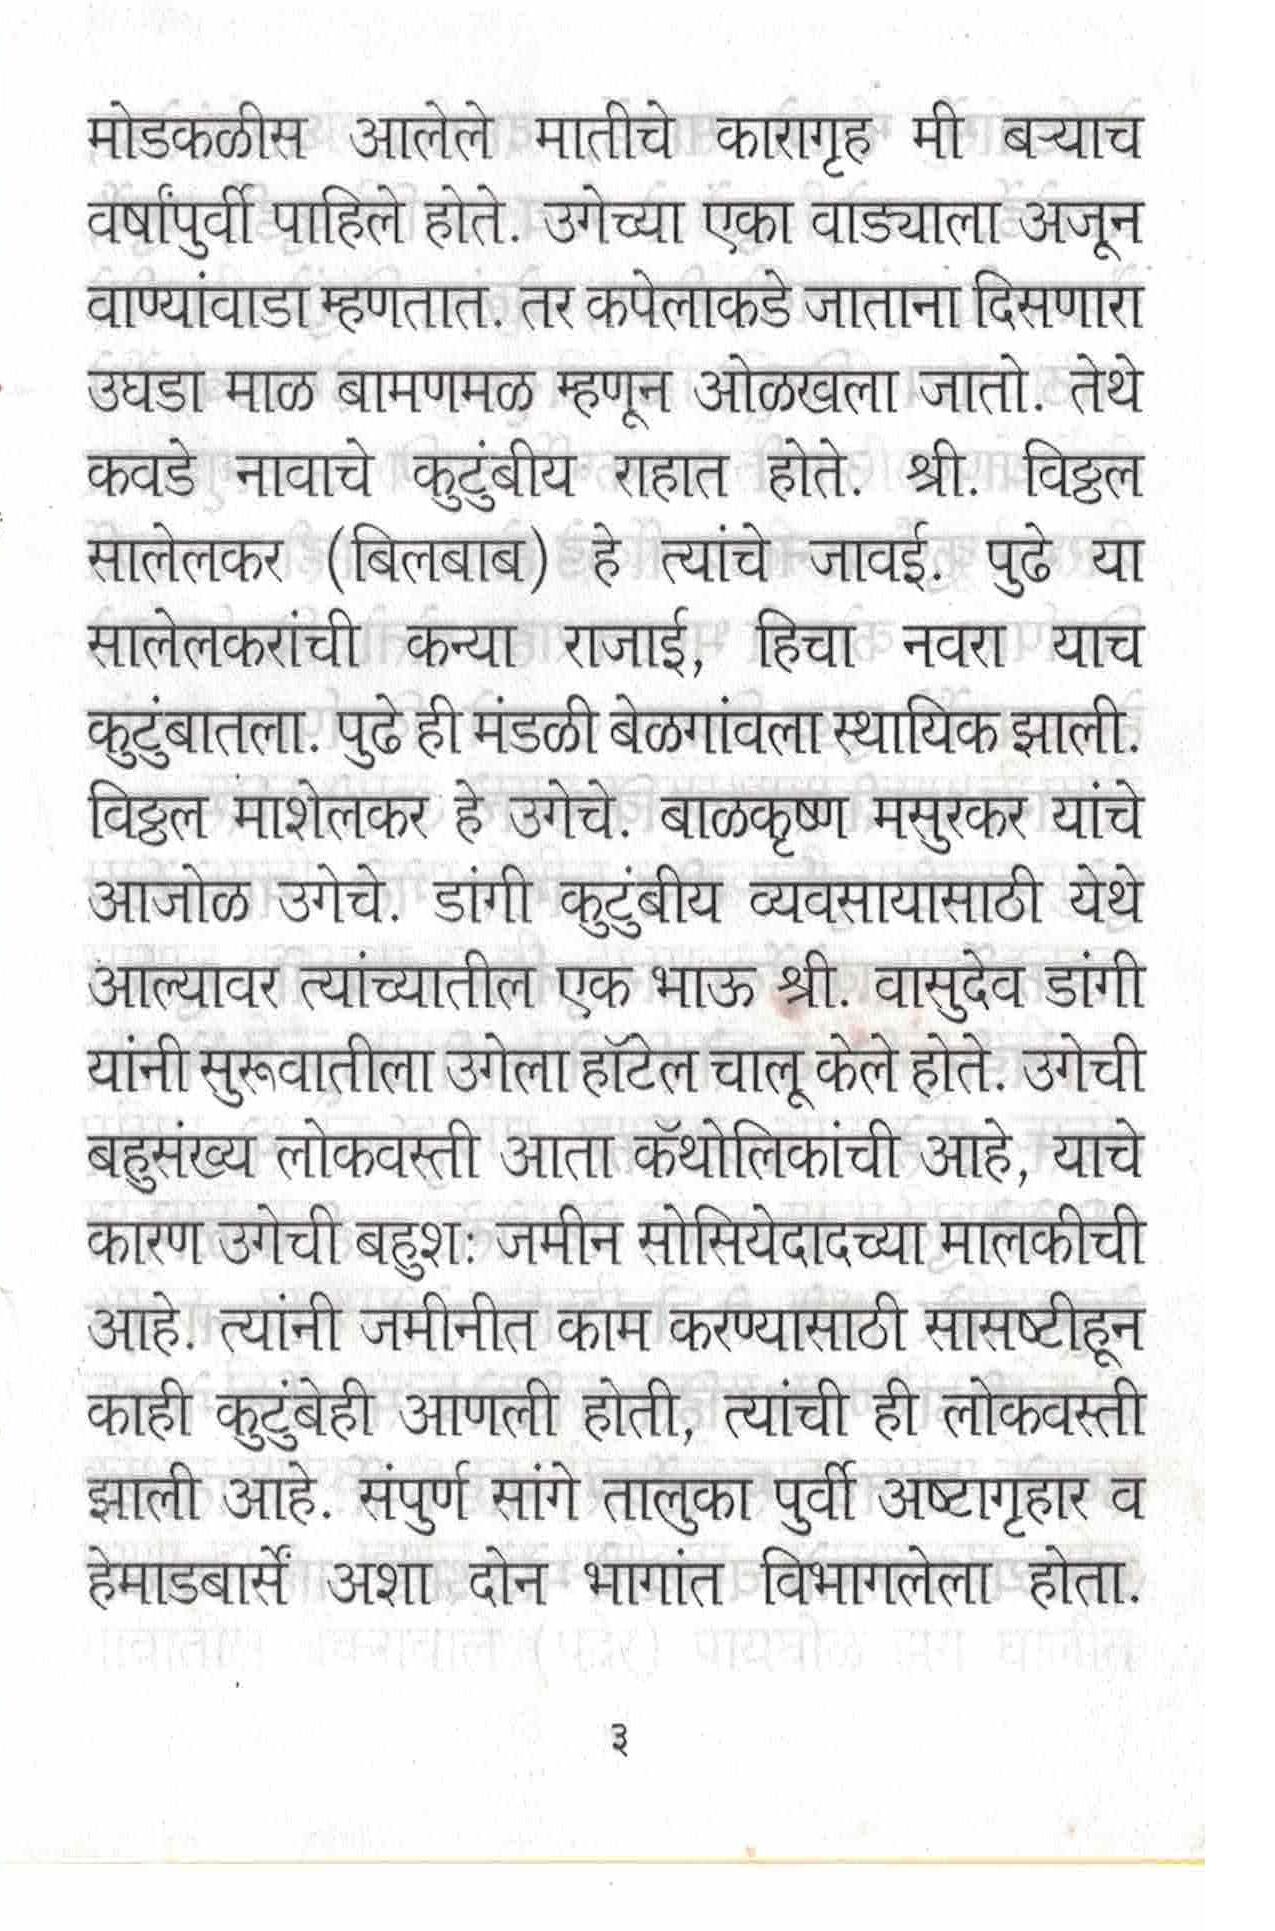 मोडकळीस आलेले मातीचे कारागृह मी बऱ्याच
वर्षांपुर्वी पाहिले होते. उगेच्या एका वाड्याला अजून
वाण्यांवाडा म्हणतात. तर कपेलाकडे जाताना दिसणारा
उघडा माळ बामणमळ म्हणून ओळखला जातो. तेथे
कवडे नावाचे कुटुंबीय राहात होते. श्री. विठ्ठल
सालेलकर (बिलबाब) हे त्यांचे जावई. पुढे या
सालेलकरांची कन्या राजाई, हिचा नवरा याच
कुटुंबातला. पुढे ही मंडळी बेळगांवला स्थायिक झाली.
विठ्ठल माशेलकर हे उगेचे. बाळकृष्ण मसुरकर यांचे
आजोळ उगेचे. डांगी कुटुंबीय व्यवसायासाठी येथे
आल्यावर त्यांच्यातील एक भाऊ श्री. वासुदेव डांगी
यांनी सुरूवातीला उगेला हॉटेल चालू केले होते. उगेची
बहुसंख्य लोकवस्ती आता कॅथोलिकांची आहे, याचे
कारण उगेची बहुशः जमीन सोसियेदादच्या मालकीची
आहे. त्यांनी जमीनीत काम करण्यासाठी सासष्टीहून
काही कुटुंबेही आणली होती, त्यांची ही लोकवस्ती
झाली आहे. संपुर्ण सांगे तालुका पुर्वी अष्टागृहार व
हेमाडबार्सें अशा दोन भागांत विभागलेला होता.
३